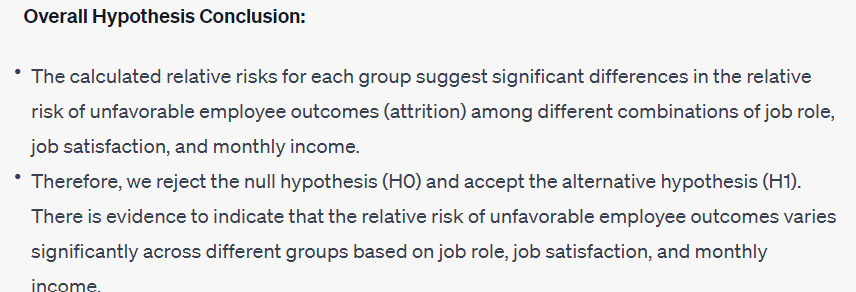 Overall Hypothesis Conclusion:
• The calculated relative risks for each group suggest significant differences in the relative
risk of unfavorable employee outcomes (attrition) among different combinations of job role,
job satisfaction, and monthly income.
• Therefore, we reject the null hypothesis (H0) and accept the alternative hypothesis (H1).
There is evidence to indicate that the relative risk of unfavorable employee outcomes varies
significantly across different groups based on job role, job satisfaction, and monthly
income.